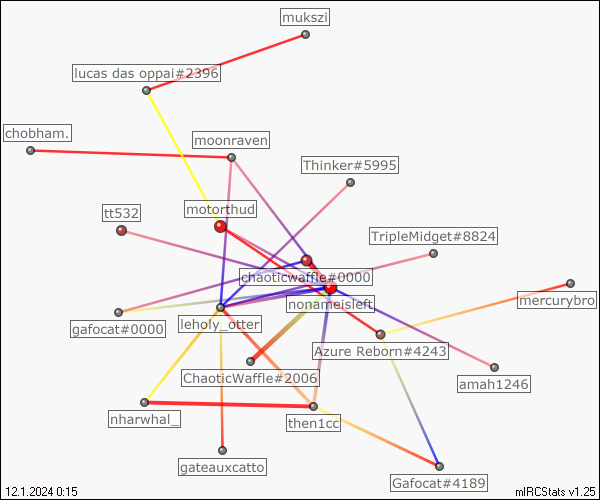 mukszi
lucas das oppai#2396
chobham.
moonraven
Thinker#5995
motorthud
tt532
TripleMidget#8824
chaoticwaffle#0000
mercurybro
nonameisleft
gafocat#0000
leholy_otter
Azure Reborn#4243
ChaoticWaffle#2006
amah1246
nharwhal_
then1cc
gateauxcatto
Gafocat#4189
12.1.2024 0:15
mIRCStats v1.25